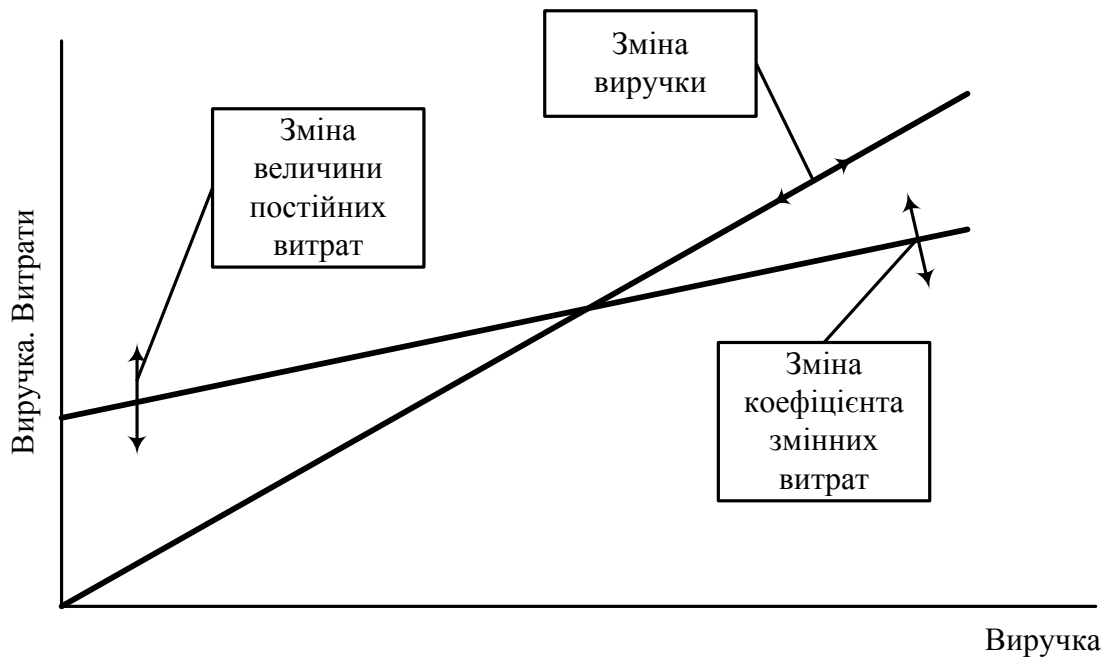 Зміна
виручки
Зміна
величини
постійних
витрат
Виручка. Витрати
Зміна
коефіцієнта
змінних
витрат
Виручка